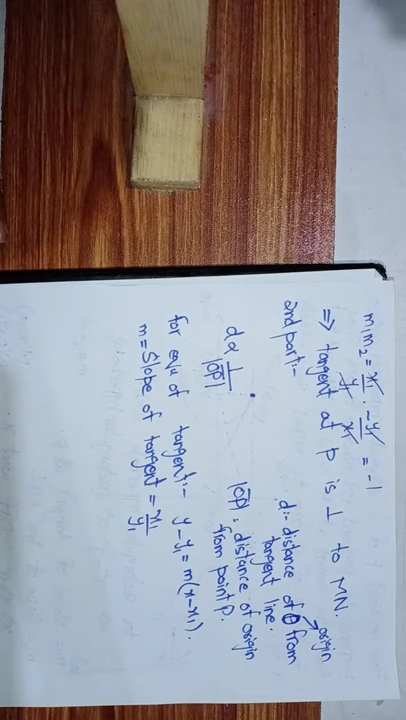 m₁m₂ = x₁/y₁ · -y₁/x₁ = -1
⇒ tangent at P is ⊥ to MN.
2nd part:-
d:- distance of O from origin
tangent line.
d ∝ 1/|OP|
|OP| = distance of origin
from point P.
for eqn of tangent:- y-y₁ = m(x-x₁).
m = slope of tangent = x₁/y₁